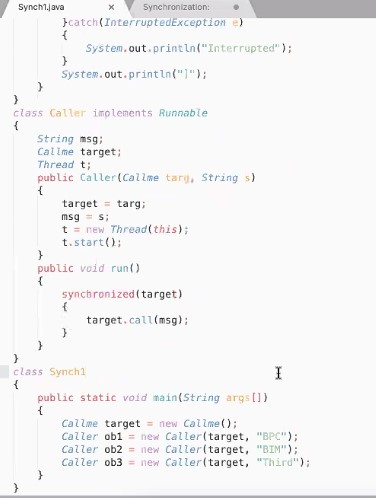 Synch1.java × Synchronization:
}catch(InterruptedException e)
{
System.out.println("Interrupted");
}
System.out.println("]");
}
}
class Caller implements Runnable
{
String msg;
Callme target;
Thread t;
public Caller(Callme targ, String s)
{
target = targ;
msg = s;
t = new Thread(this);
t.start();
}
public void run()
{
synchronized(target)
{
target.call(msg);
}
}
}
class Synch1
{
public static void main(String args[])
{
Callme target = new Callme();
Caller ob1 = new Caller(target, "BPC");
Caller ob2 = new Caller(target, "BIM");
Caller ob3 = new Caller(target, "Third");
}
}